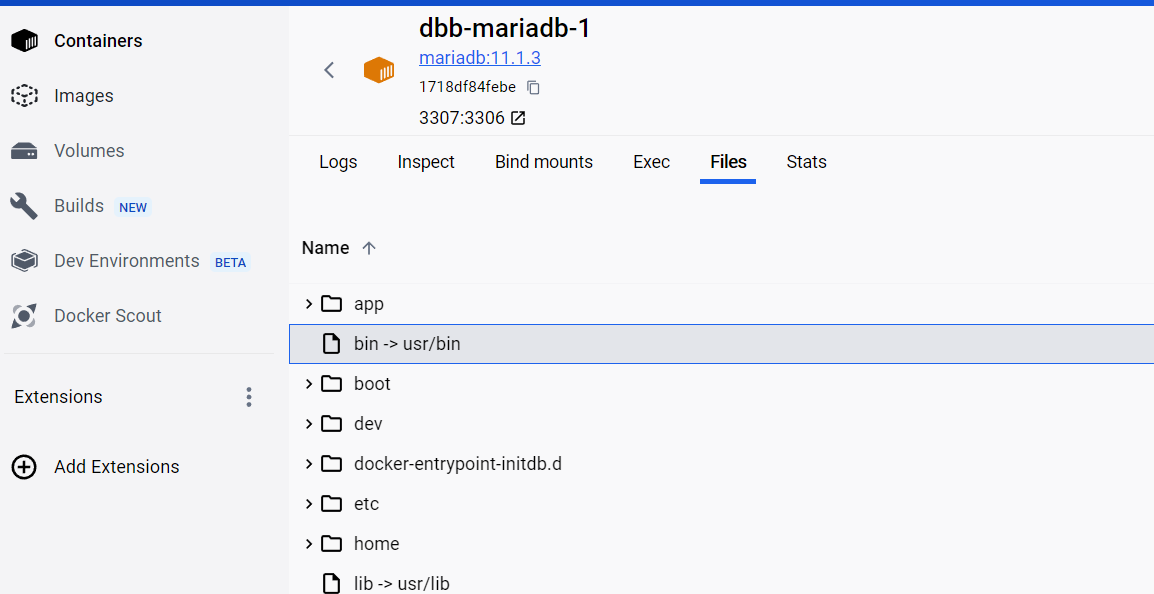 Containers
Images
Volumes
Builds NEW
Dev Environments BETA
Docker Scout
Extensions
Add Extensions
dbb-mariadb-1
mariadb:11.1.3
1718df84febe
3307:3306
Logs Inspect Bind mounts Exec Files Stats
Name
app
bin -> usr/bin
boot
dev
docker-entrypoint-initdb.d
etc
home
lib -> usr/lib